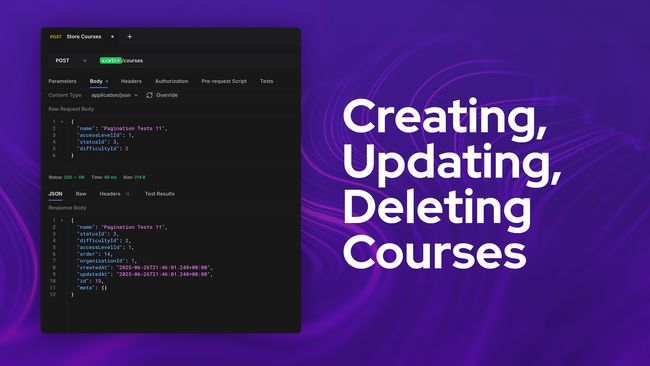 POST Store Courses
POST <<v1>>/courses
Parameters Body Headers Authorization Pre-request Script Tests
Content Type application/json Override
Raw Request Body
1 {
2 "name": "Pagination Tests 11",
3 "accessLevelId": 1,
4 "statusId": 3,
5 "difficultyId": 2
6 }
Status: 200 • OK Time: 48 ms Size: 214 B
JSON Raw Headers Test Results
Response Body
1 {
2 "name": "Pagination Tests 11",
3 "statusId": 3,
4 "difficultyId": 2,
5 "accessLevelId": 1,
6 "order": 14,
7 "organizationId": 1,
8 "createdAt": "2025-06-26T21:46:01.248+00:00",
9 "updatedAt": "2025-06-26T21:46:01.248+00:00",
10 "id": 15,
11 "meta": {}
12 }
Creating,
Updating,
Deleting
Courses